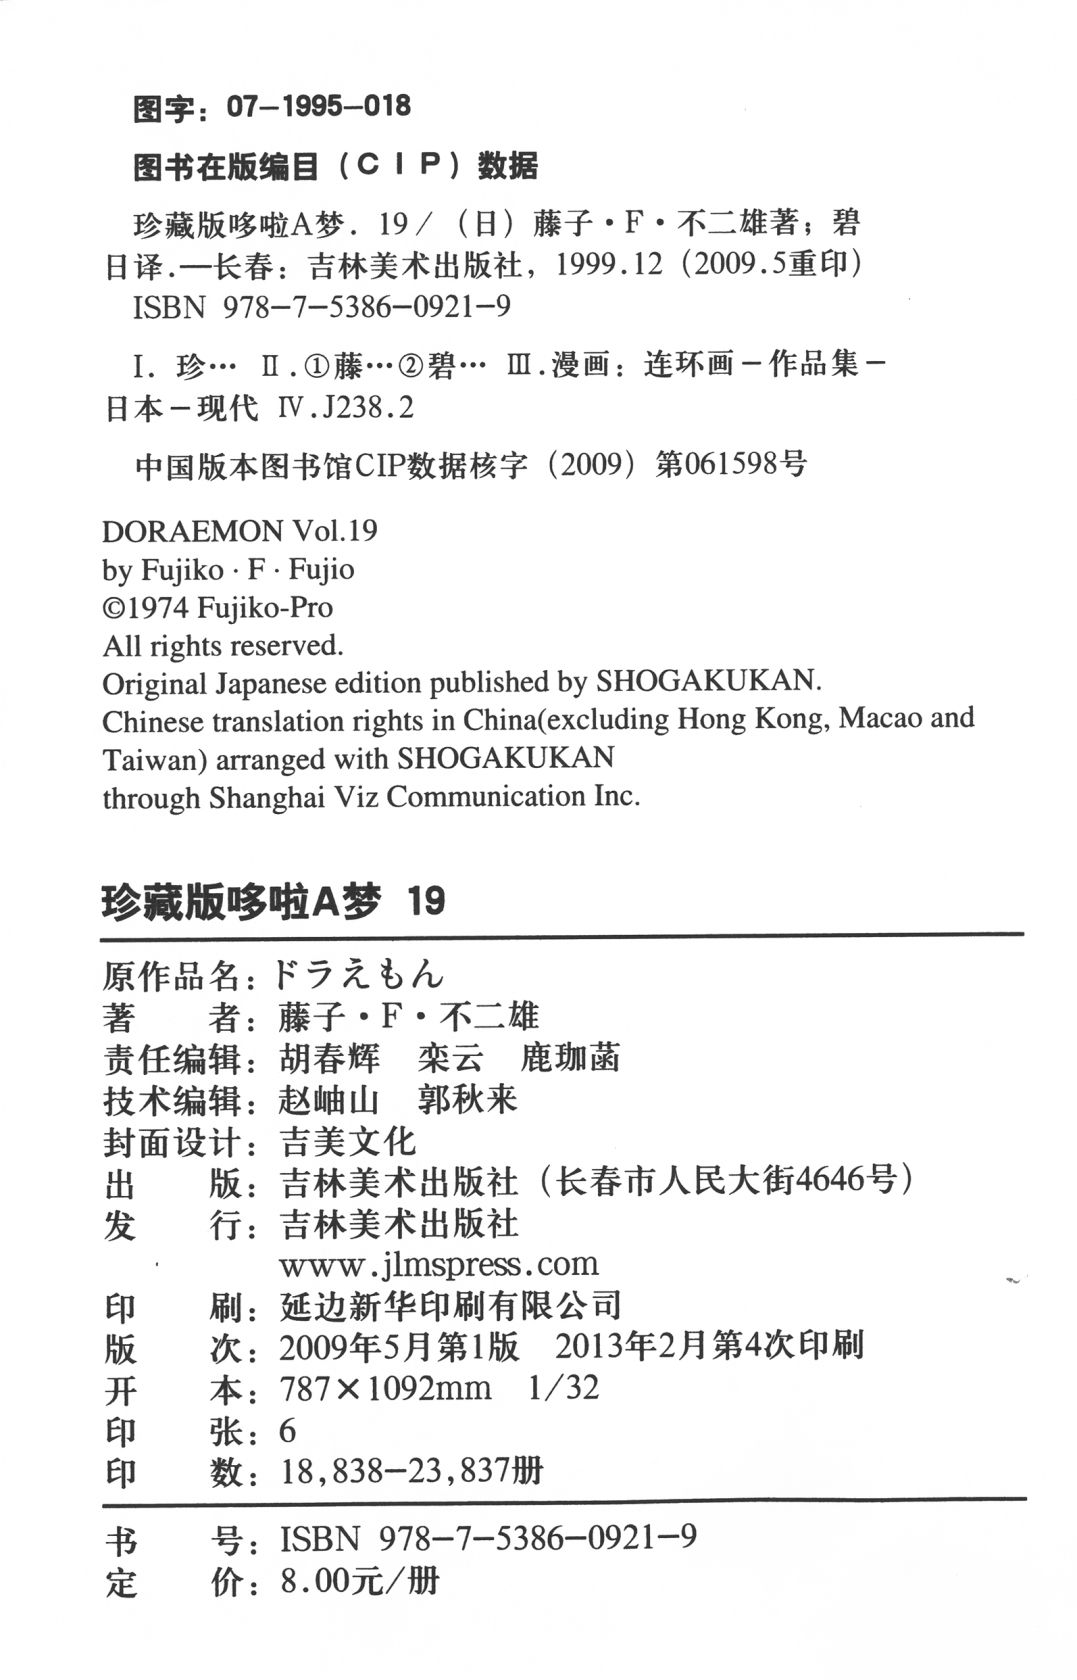 图字：07—1995—018
图书在版编目（CIP）数据
珍藏版哆啦A梦．19／（日）藤子・F・不二雄著；碧
日译．—长春：吉林美术出版社，1999.12（2009.5重印）
ISBN 978—7—5386—0921—9
Ⅰ．珍… Ⅱ．①藤…②碧… Ⅲ．漫画：连环画－作品集－
日本－现代 Ⅳ．J238.2
中国版本图书馆CIP数据核字（2009）第061598号
DORAEMON Vol.19
by Fujiko · F · Fujio
©1974 Fujiko-Pro
All rights reserved.
Original Japanese edition published by SHOGAKUKAN.
Chinese translation rights in China(excluding Hong Kong, Macao and
Taiwan) arranged with SHOGAKUKAN
through Shanghai Viz Communication Inc.
珍藏版哆啦A梦 19
原作品名：ドラえもん
著　　者：藤子・F・不二雄
责任编辑：胡春辉　栾云　鹿珈菡
技术编辑：赵岫山　郭秋来
封面设计：吉美文化
出　　版：吉林美术出版社（长春市人民大街4646号）
发　　行：吉林美术出版社
www.jlmspress.com
印　　刷：延边新华印刷有限公司
版　　次：2009年5月第1版　2013年2月第4次印刷
开　　本：787×1092mm　1/32
印　　张：6
印　　数：18,838—23,837册
书　　号：ISBN 978—7—5386—0921—9
定　　价：8.00元/册